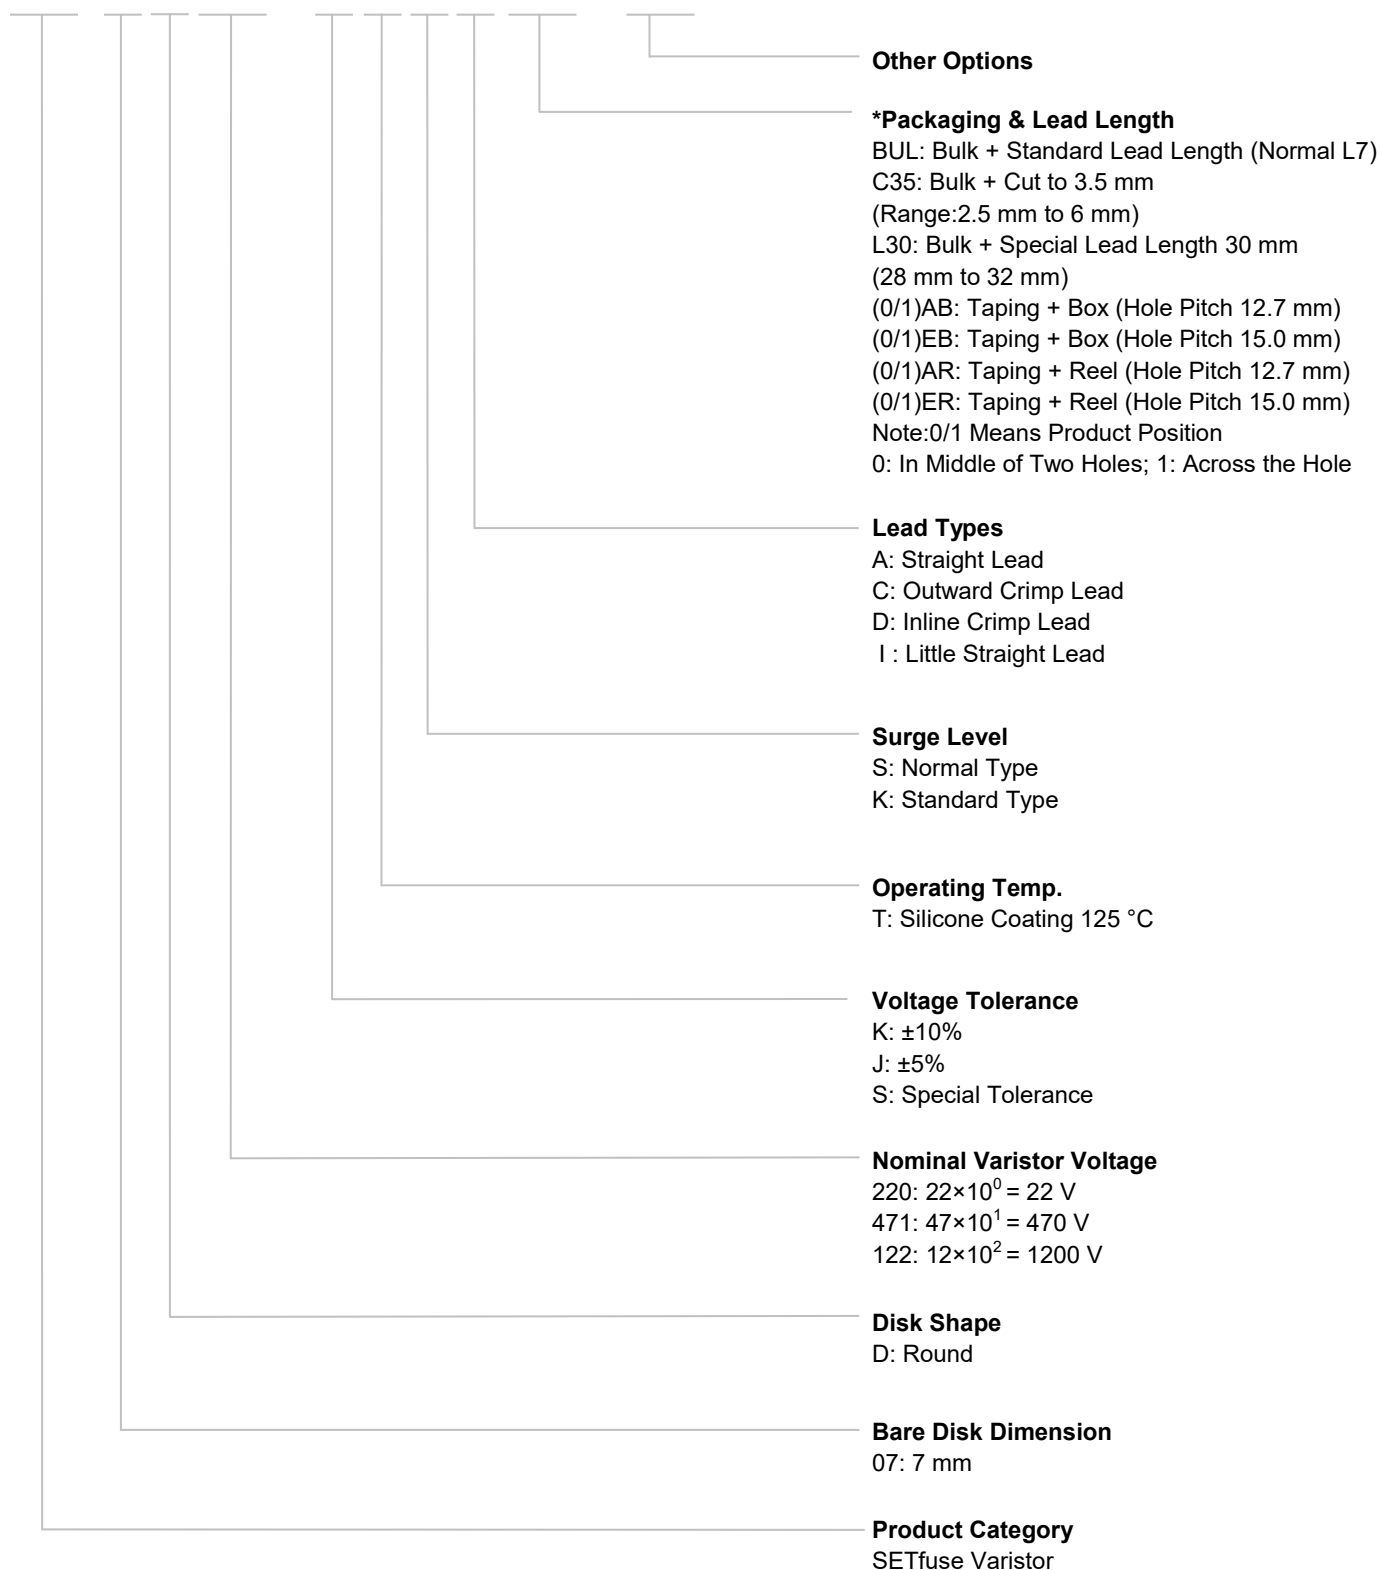 Other Options
*Packaging & Lead Length
BUL: Bulk + Standard Lead Length (Normal L7)
C35: Bulk + Cut to 3.5 mm
(Range:2.5 mm to 6 mm)
L30: Bulk + Special Lead Length 30 mm
(28 mm to 32 mm)
(0/1)AB: Taping + Box (Hole Pitch 12.7 mm)
(0/1)EB: Taping + Box (Hole Pitch 15.0 mm)
(0/1)AR: Taping + Reel (Hole Pitch 12.7 mm)
(0/1)ER: Taping + Reel (Hole Pitch 15.0 mm)
Note:0/1 Means Product Position
0: In Middle of Two Holes; 1: Across the Hole
Lead Types
A: Straight Lead
C: Outward Crimp Lead
D: Inline Crimp Lead
I : Little Straight Lead
Surge Level
S: Normal Type
K: Standard Type
Operating Temp.
T: Silicone Coating 125 °C
Voltage Tolerance
K: ±10%
J: ±5%
S: Special Tolerance
Nominal Varistor Voltage
220: 22×10⁰ = 22 V
471: 47×10¹ = 470 V
122: 12×10² = 1200 V
Disk Shape
D: Round
Bare Disk Dimension
07: 7 mm
Product Category
SETfuse Varistor